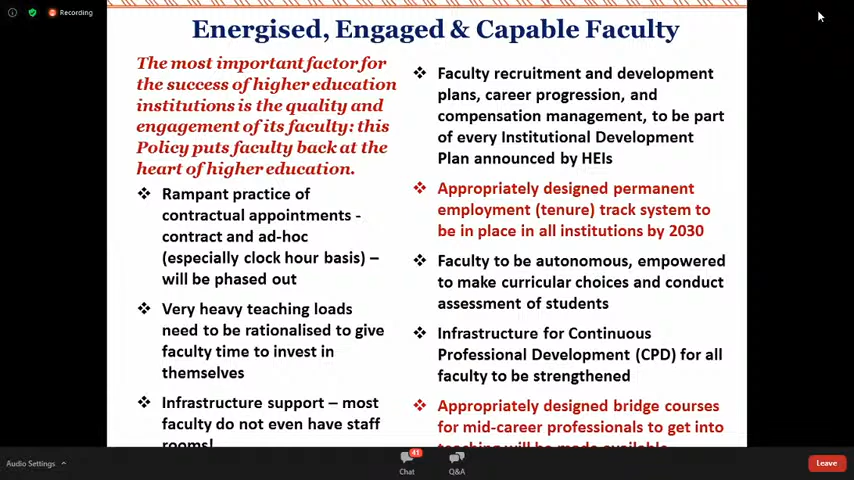 Recording
Energised, Engaged & Capable Faculty
The most important factor for
the success of higher education
institutions is the quality and
engagement of its faculty: this
Policy puts faculty back at the
heart of higher education.
❖ Rampant practice of
contractual appointments -
contract and ad-hoc
(especially clock hour basis) –
will be phased out
❖ Very heavy teaching loads
need to be rationalised to give
faculty time to invest in
themselves
❖ Infrastructure support – most
faculty do not even have staff
rooms!
❖ Faculty recruitment and development
plans, career progression, and
compensation management, to be part
of every Institutional Development
Plan announced by HEIs
❖ Appropriately designed permanent
employment (tenure) track system to
be in place in all institutions by 2030
❖ Faculty to be autonomous, empowered
to make curricular choices and conduct
assessment of students
❖ Infrastructure for Continuous
Professional Development (CPD) for all
faculty to be strengthened
❖ Appropriately designed bridge courses
for mid-career professionals to get into
teaching will be made available
Audio Settings
41
Chat
Q&A
Leave